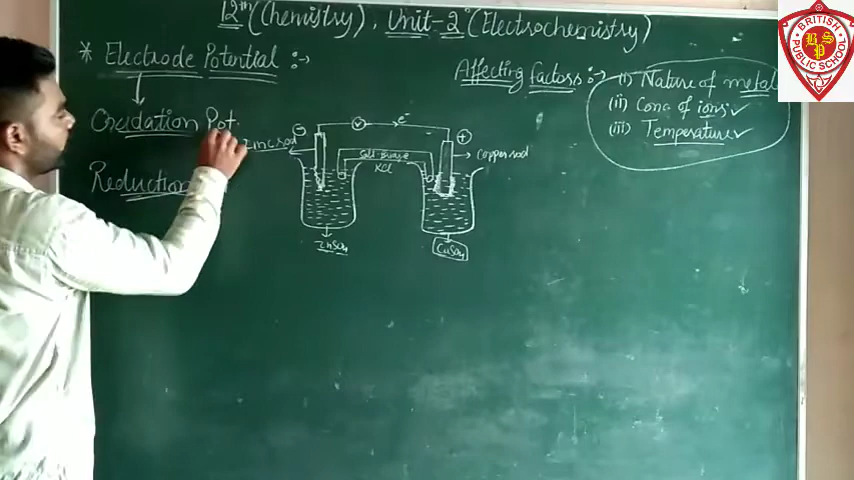 12th (Chemistry), Unit-2 (Electrochemistry)
* Electrode Potential :-
Affecting factors :- (i) Nature of metal
(ii) Conc of ions ✓
(iii) Temperature ✓
Oxidation Pot.
Reduction
⊖ V e⁻ ⊕
Zinc rod
Salt Bridge
KCl
Copper rod
ZnSO₄
CuSO₄
BRITISH
BSP
PUBLIC SCHOOL